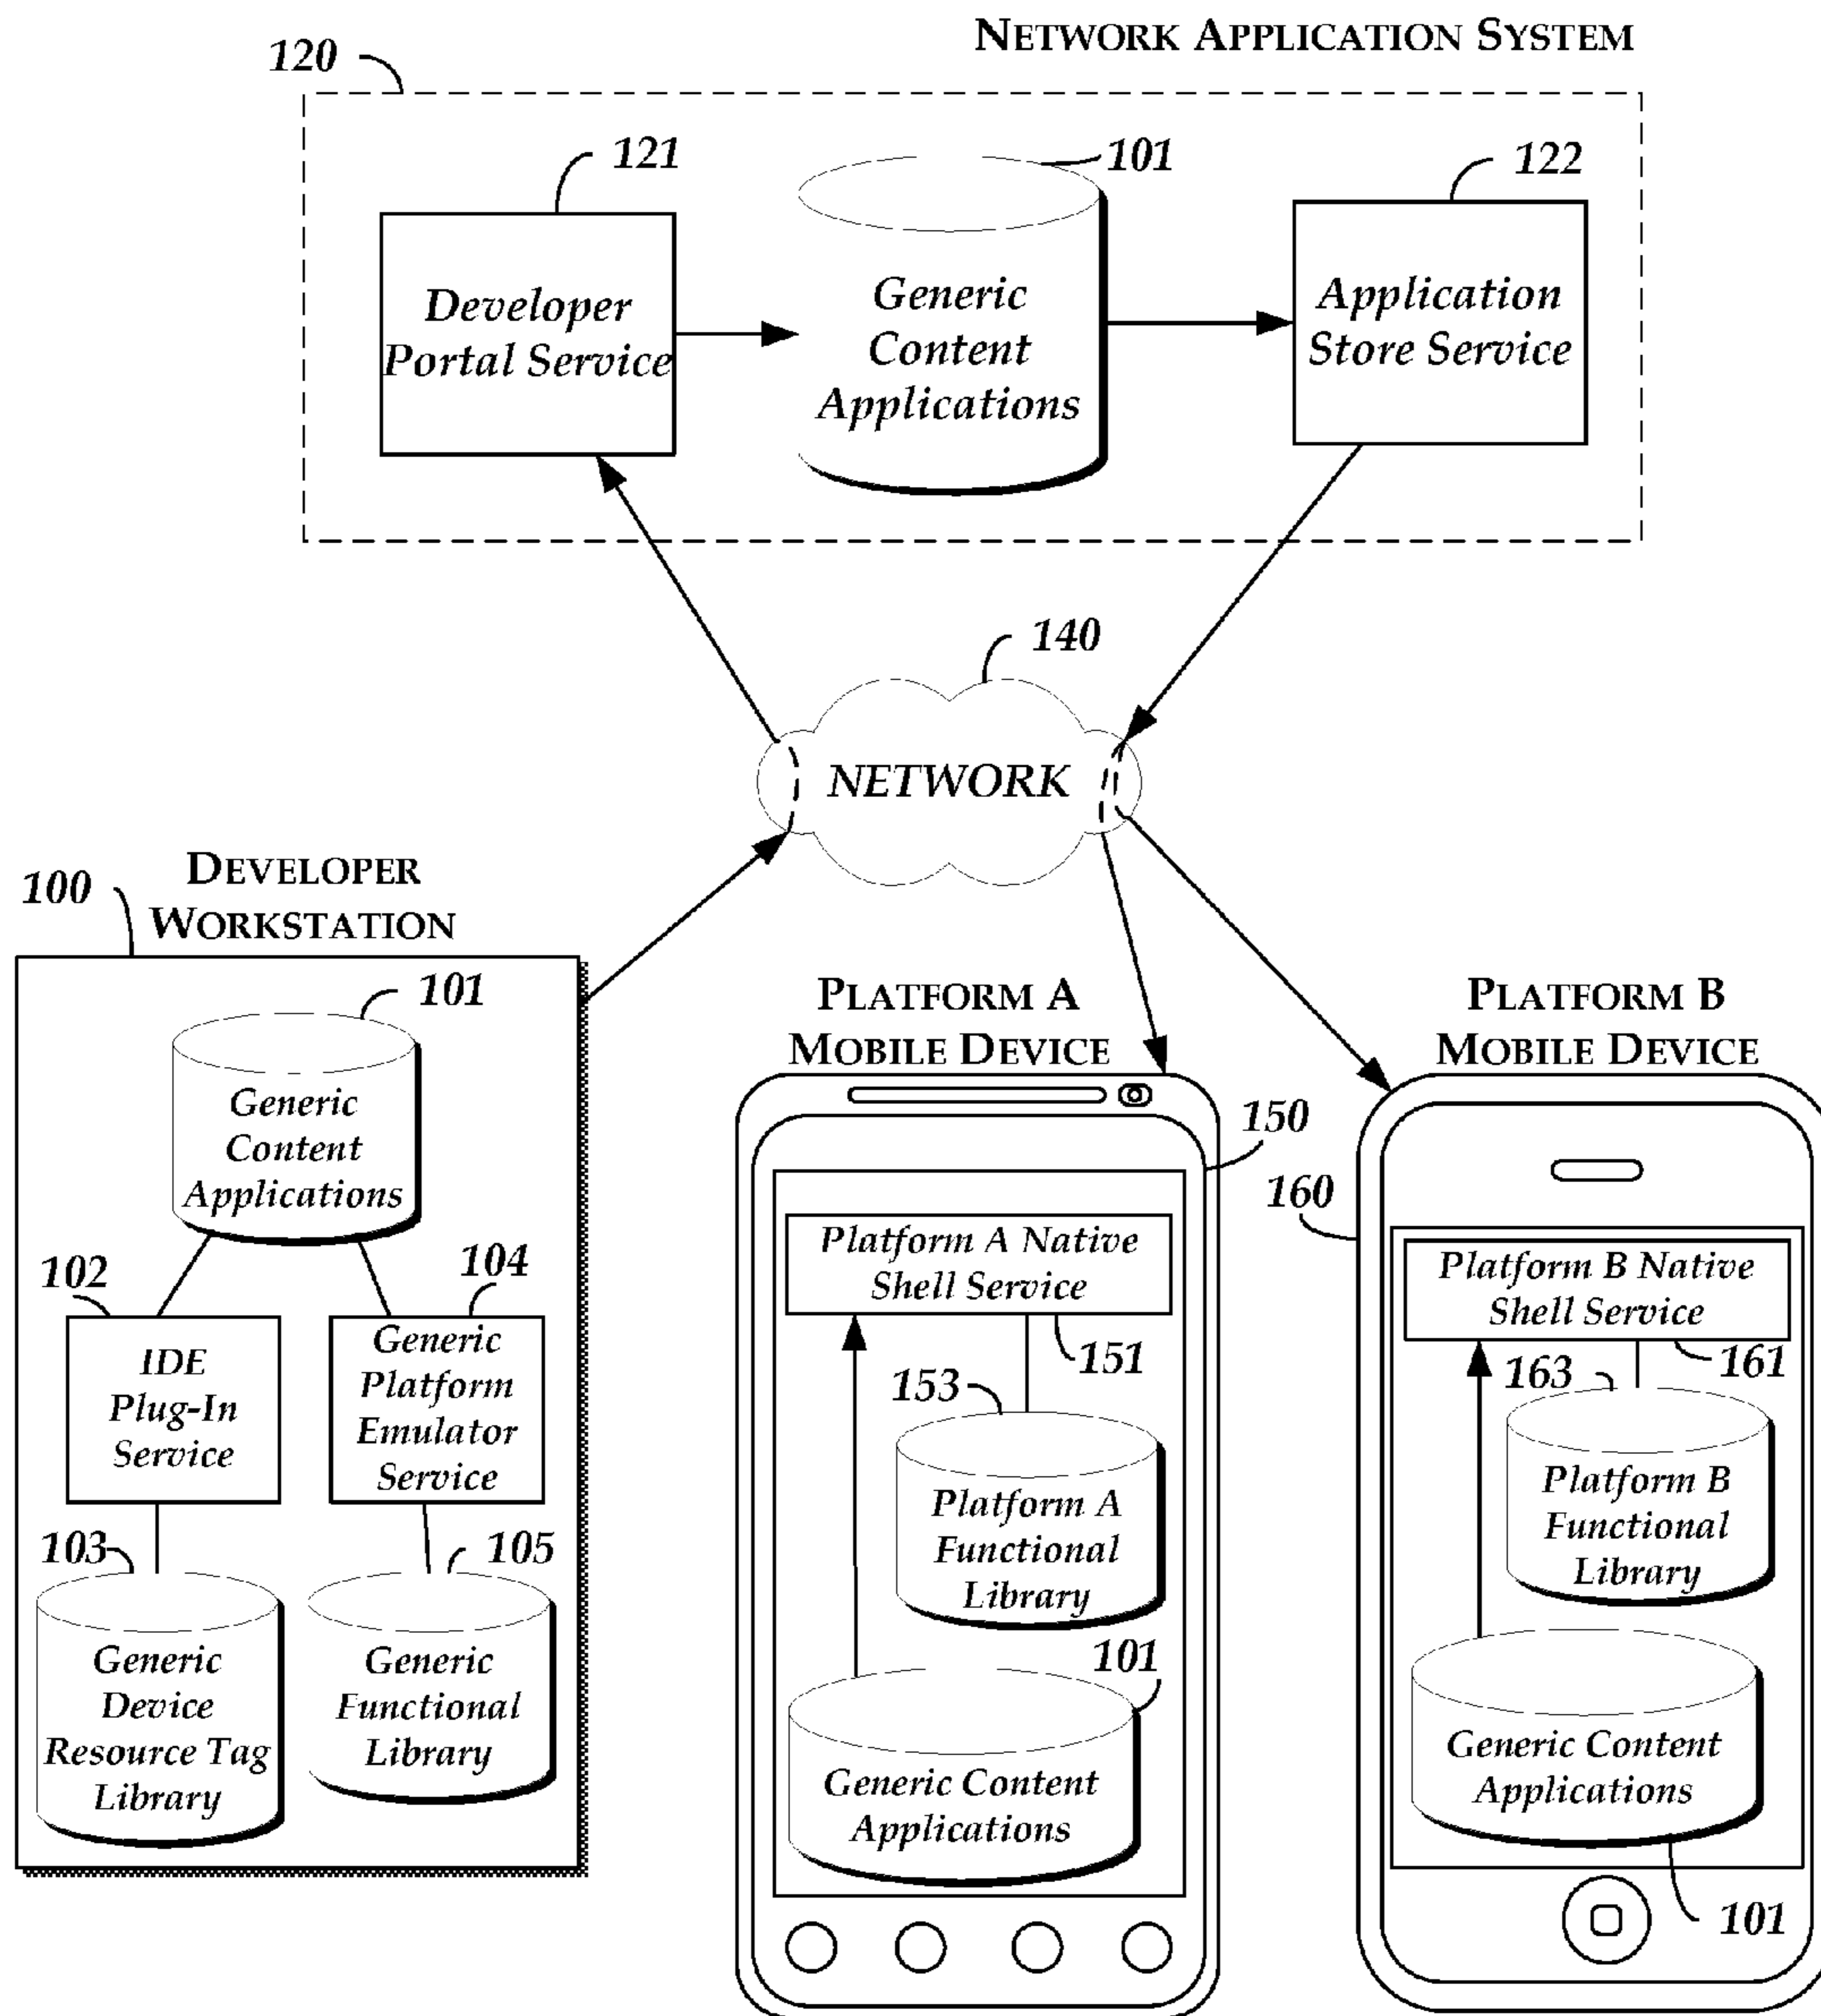 NETWORK APPLICATION SYSTEM
120
121
101
122
Developer
Portal Service
Generic
Content
Applications
Application
Store Service
140
NETWORK
DEVELOPER
WORKSTATION
100
101
Generic
Content
Applications
102
104
IDE
Plug-In
Service
Generic
Platform
Emulator
Service
103
105
Generic
Device
Resource Tag
Library
Generic
Functional
Library
PLATFORM A
MOBILE DEVICE
150
Platform A Native
Shell Service
151
153
Platform A
Functional
Library
101
Generic Content
Applications
PLATFORM B
MOBILE DEVICE
160
Platform B Native
Shell Service
161
163
Platform B
Functional
Library
Generic Content
Applications
101